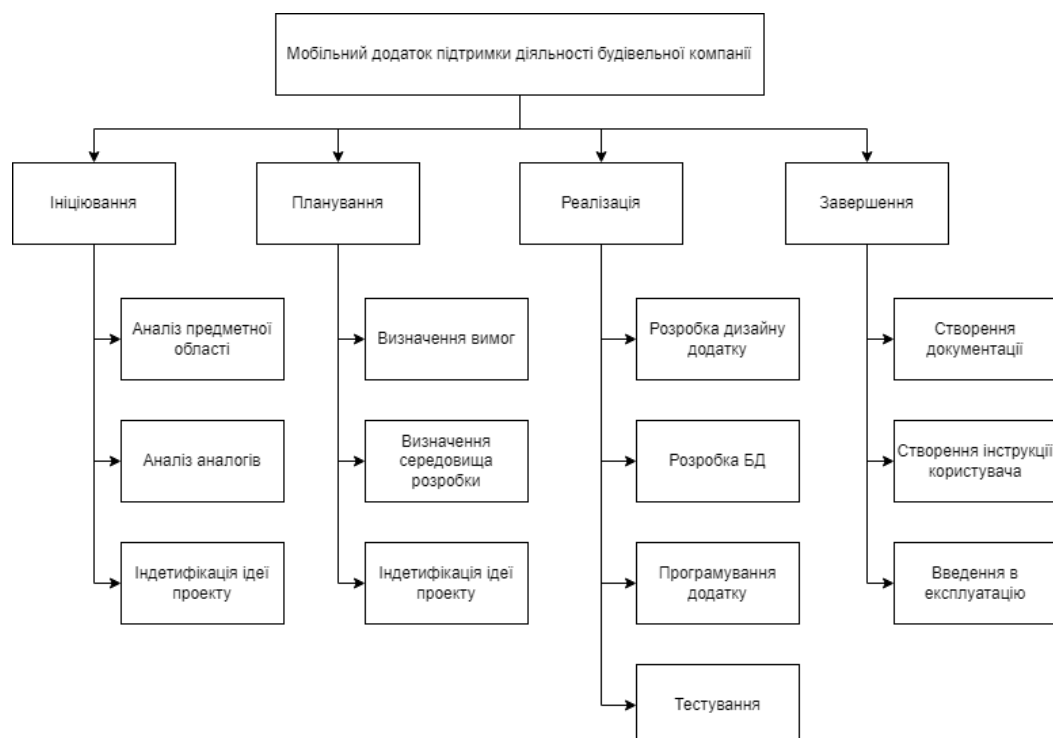 Мобільний додаток підтримки діяльності будівельної компанії
Ініціювання
Планування
Реалізація
Завершення
Аналіз предметної
області
Визначення вимог
Розробка дизайну
додатку
Створення
документації
Аналіз аналогів
Визначення
середовища
розробки
Розробка БД
Створення інструкції
користувача
Індетифікація ідеї
проекту
Індетифікація ідеї
проекту
Програмування
додатку
Введення в
експлуатацію
Тестування